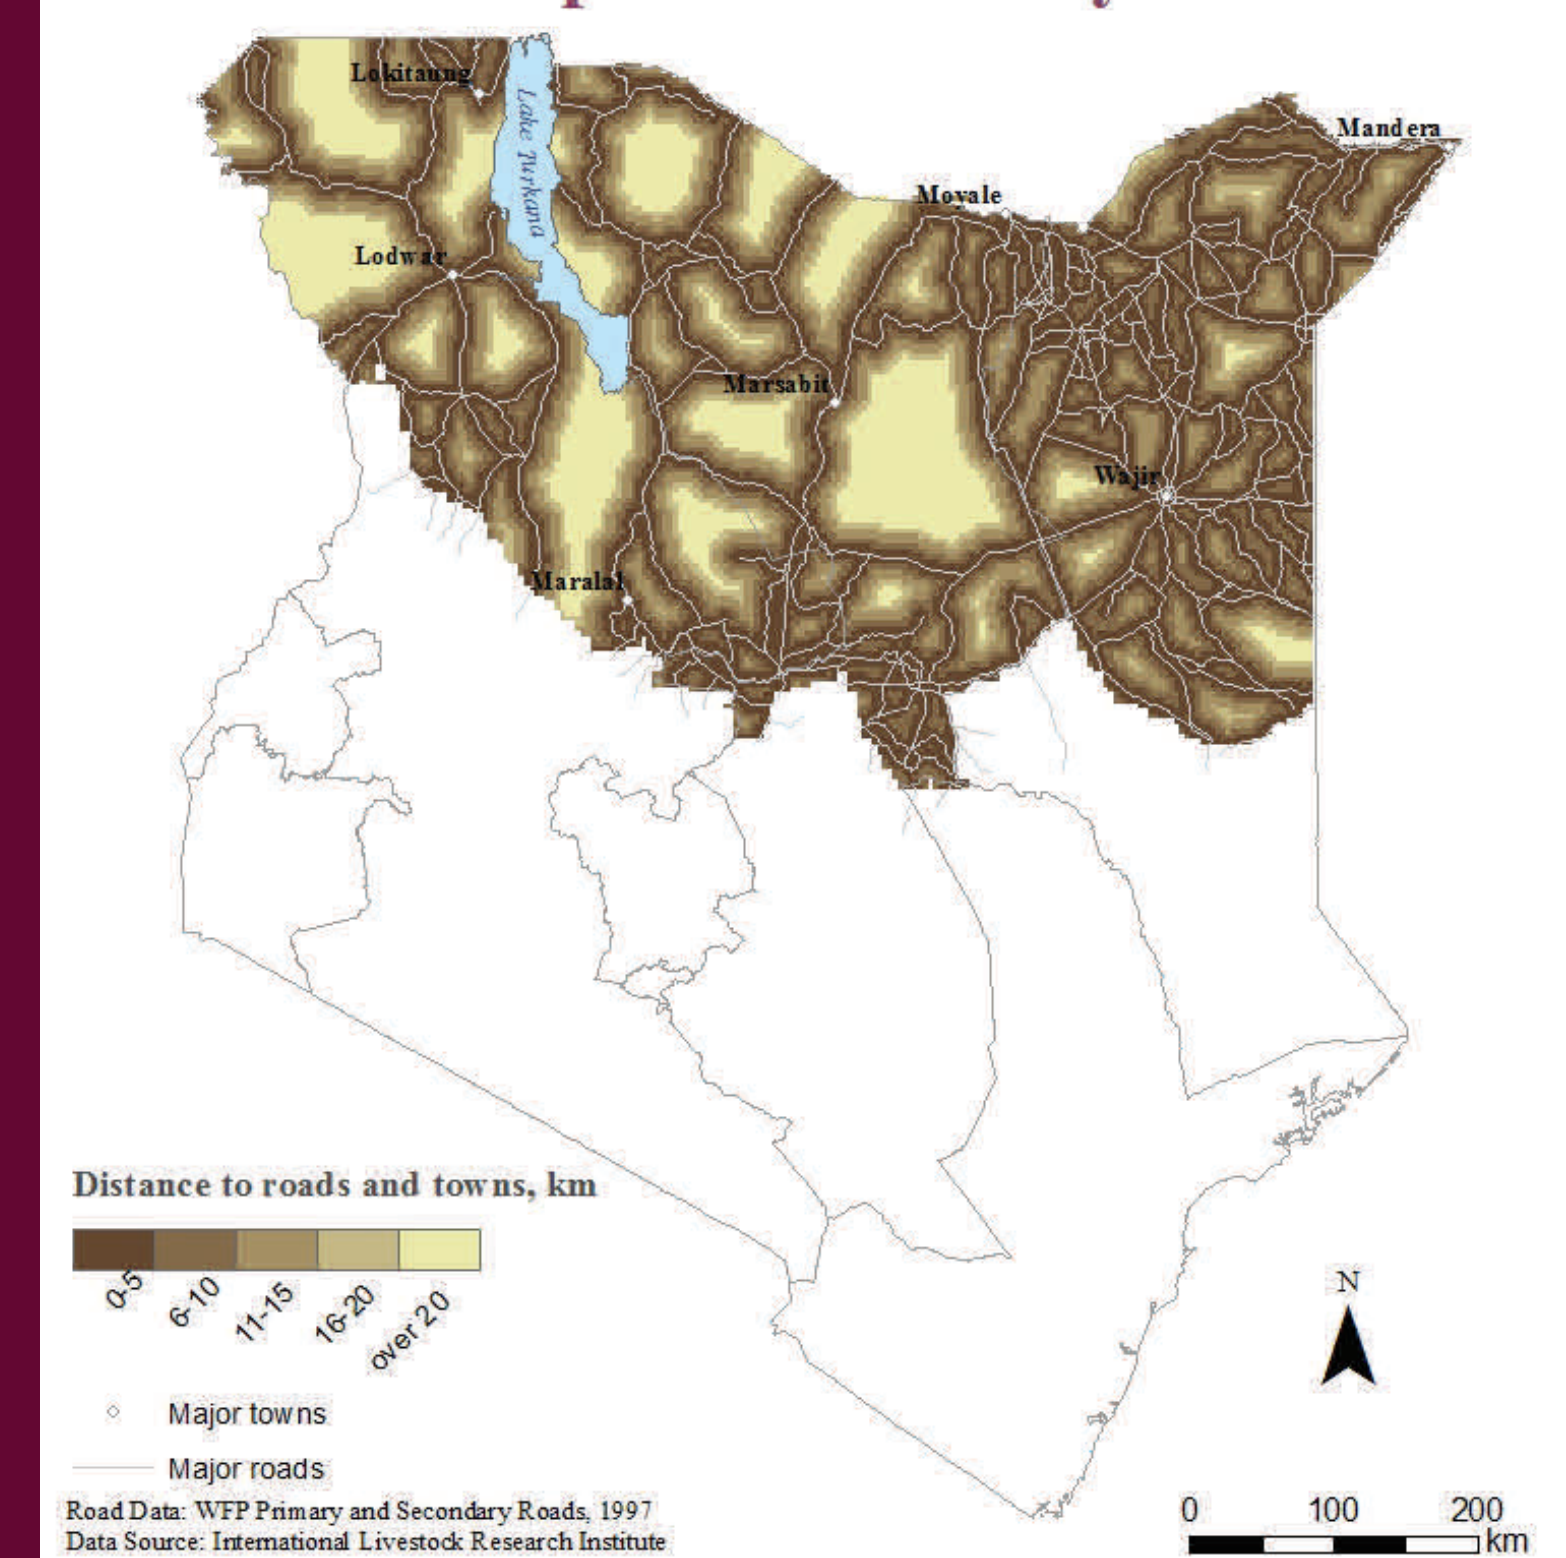 Lokitaung
Lake Turkana
Mandera
Moyale
Lodwar
Marsabit
Wajir
Maralal
Distance to roads and towns, km
0-5
6-10
11-15
16-20
over 20
Major towns
Major roads
Road Data: WFP Primary and Secondary Roads, 1997
Data Source: International Livestock Research Institute
N
0 100 200
km